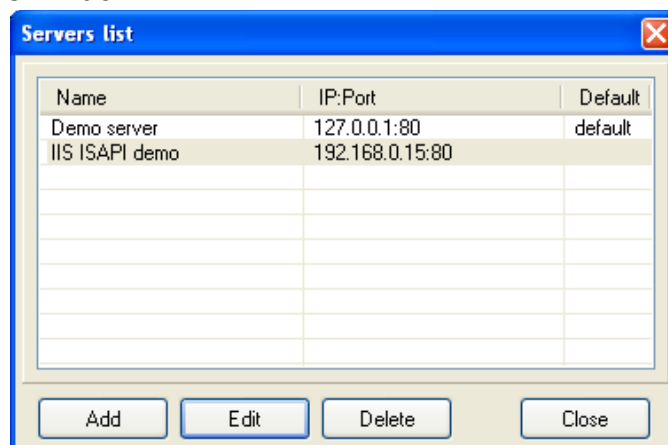 Servers list
Name IP:Port Default
Demo server 127.0.0.1:80 default
IIS ISAPI demo 192.168.0.15:80
Add Edit Delete Close